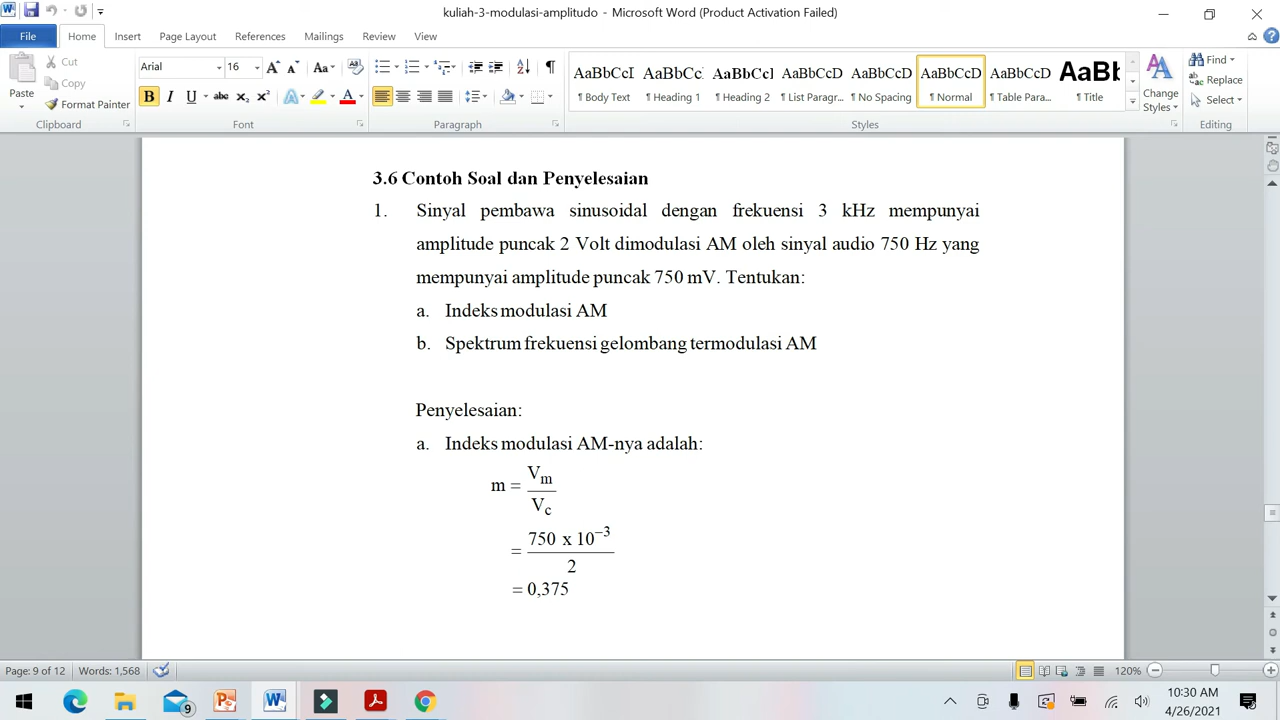 kuliah-3-modulasi-amplitudo - Microsoft Word (Product Activation Failed)
File Home Insert Page Layout References Mailings Review View
Paste Cut Copy Format Painter
Arial 16
B I U abc x₂ x²
AaBbCcI AaBbCc AaBbCc] AaBbCcD AaBbCcD AaBbCcD AaBbCcD AaBb
¶ Body Text ¶ Heading 1 ¶ Heading 2 ¶ List Paragr... ¶ No Spacing ¶ Normal ¶ Table Para... ¶ Title
Change Styles
Find Replace Select
Clipboard Font Paragraph Styles Editing
3.6 Contoh Soal dan Penyelesaian
1. Sinyal pembawa sinusoidal dengan frekuensi 3 kHz mempunyai
amplitude puncak 2 Volt dimodulasi AM oleh sinyal audio 750 Hz yang
mempunyai amplitude puncak 750 mV. Tentukan:
a. Indeks modulasi AM
b. Spektrum frekuensi gelombang termodulasi AM
Penyelesaian:
a. Indeks modulasi AM-nya adalah:
m = Vm / Vc
= 750 x 10⁻³ / 2
= 0,375
Page: 9 of 12 Words: 1,568 120%
9 10:30 AM
4/26/2021